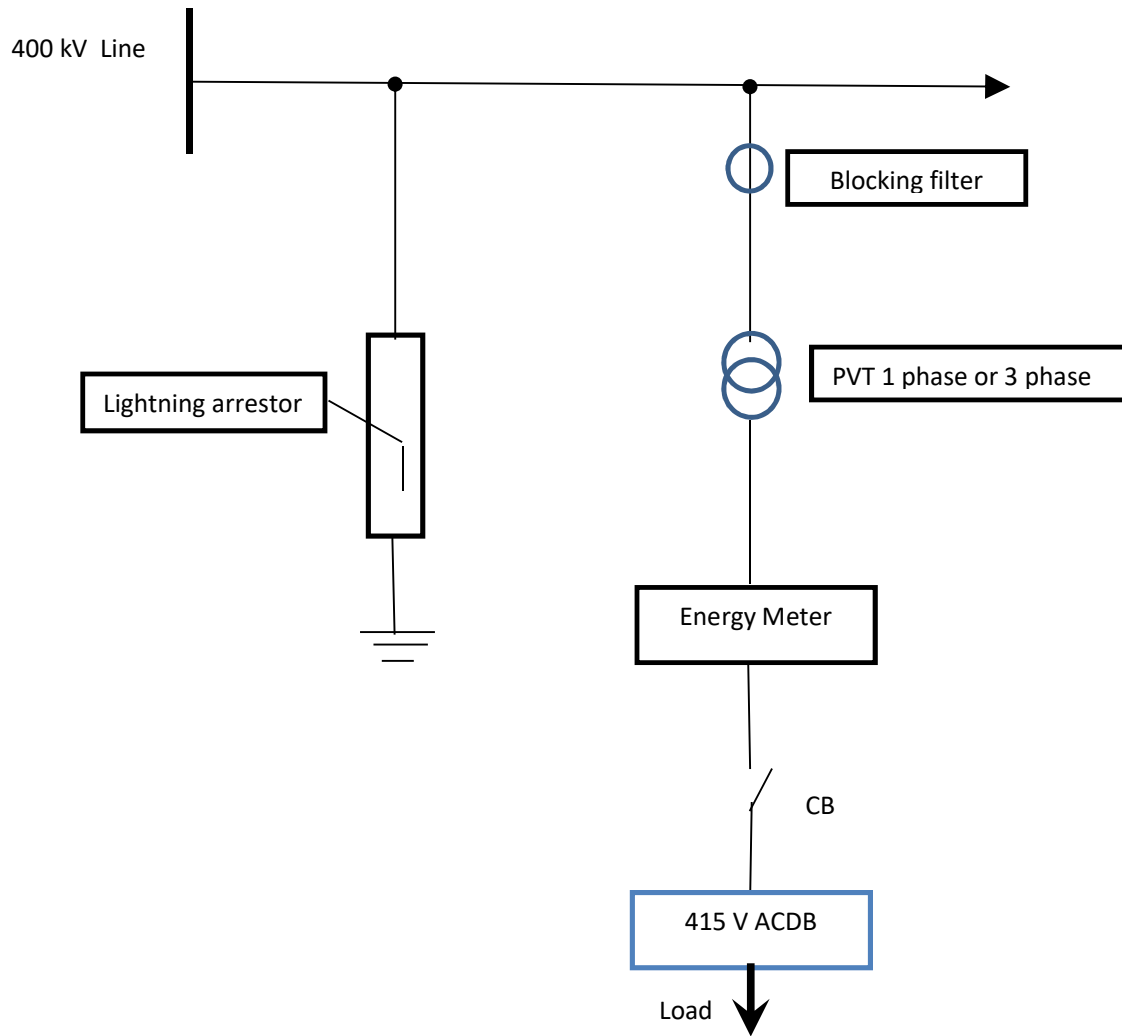 400 kV Line
Blocking filter
PVT 1 phase or 3 phase
Lightning arrestor
Energy Meter
CB
415 V ACDB
Load